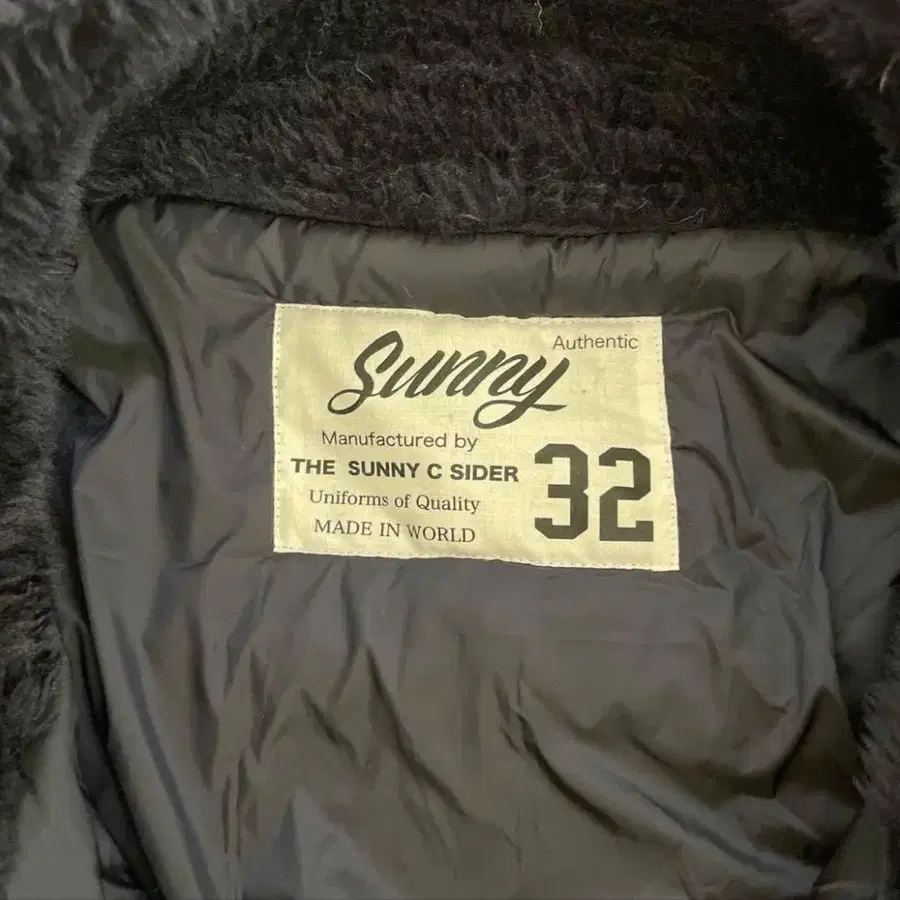 Authentic
Sunny
Manufactured by
THE SUNNY C SIDER
32
Uniforms of Quality
MADE IN WORLD